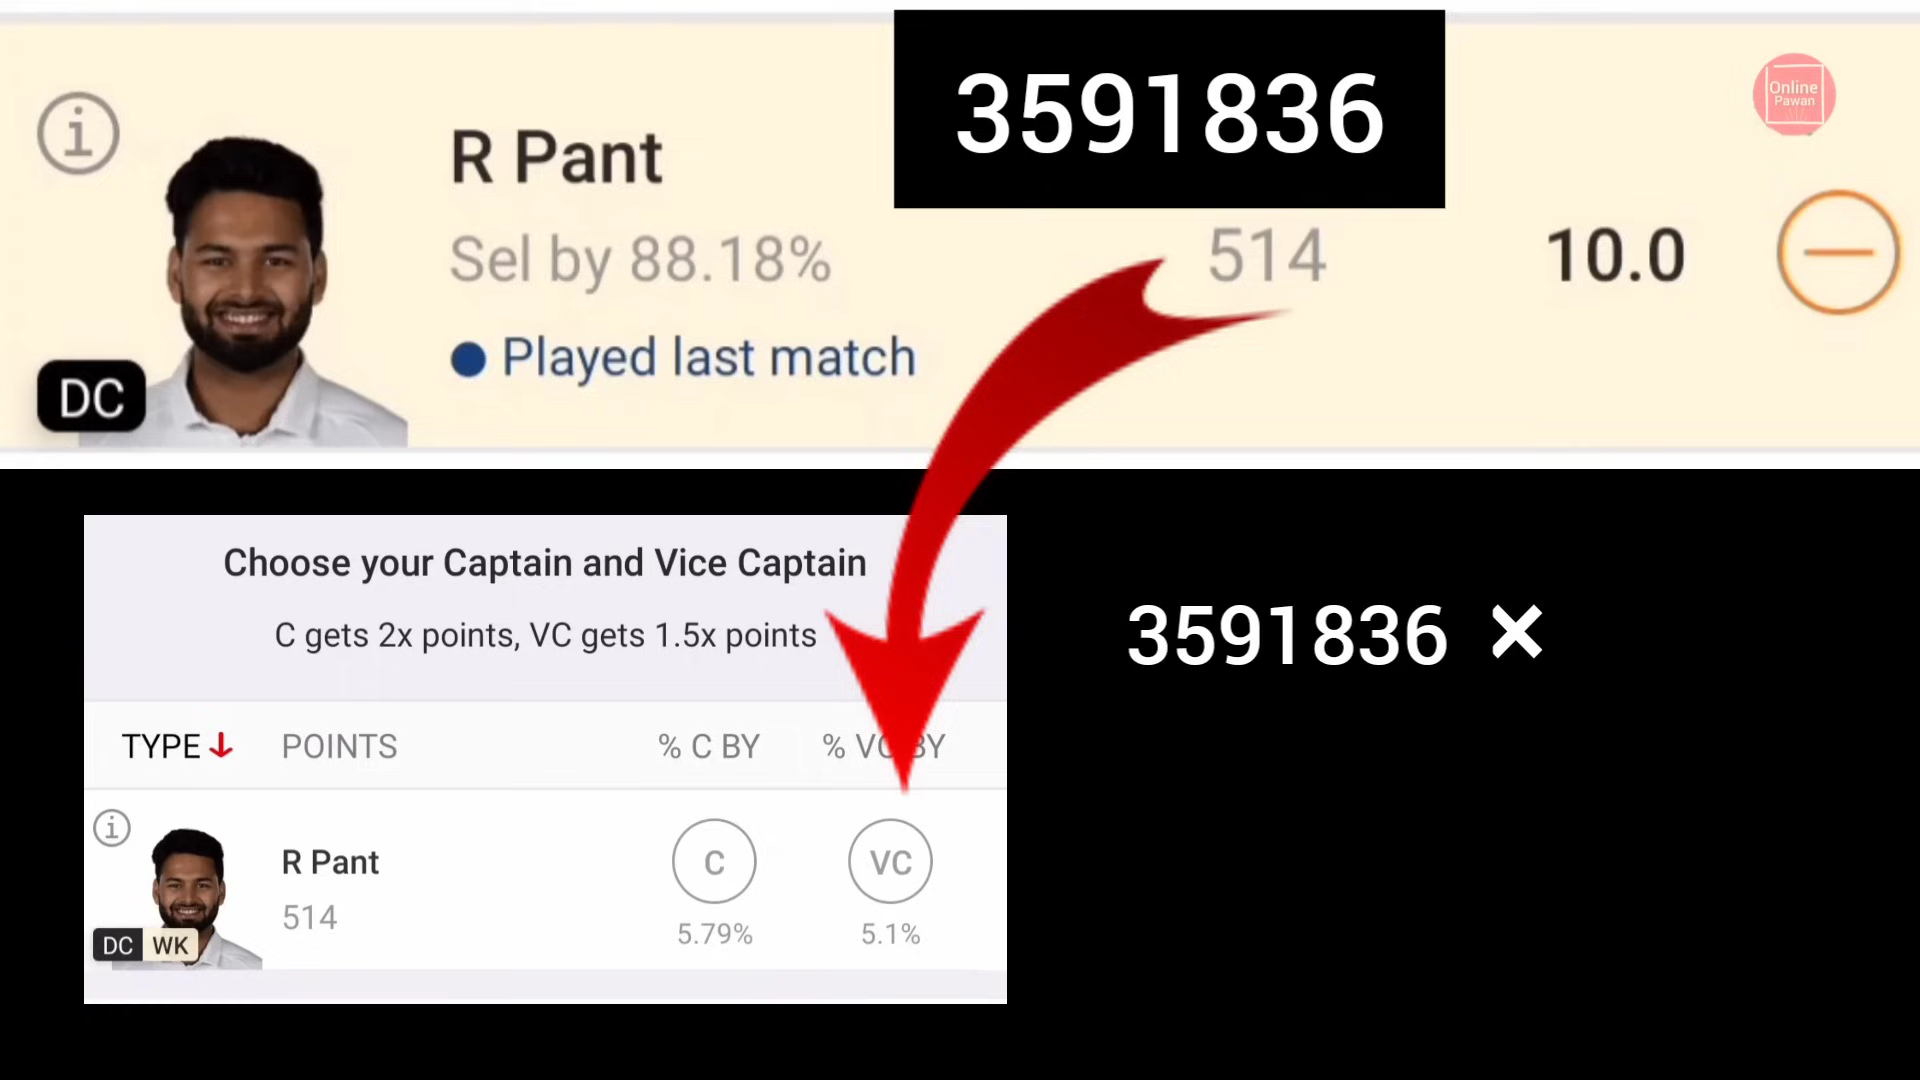 3591836
Online
Pawan
i
R Pant
Sel by 88.18%
514
10.0
Played last match
DC
Choose your Captain and Vice Captain
C gets 2x points, VC gets 1.5x points
3591836 ×
TYPE POINTS % C BY % VC BY
i
R Pant
C
VC
514
5.79%
5.1%
DC WK